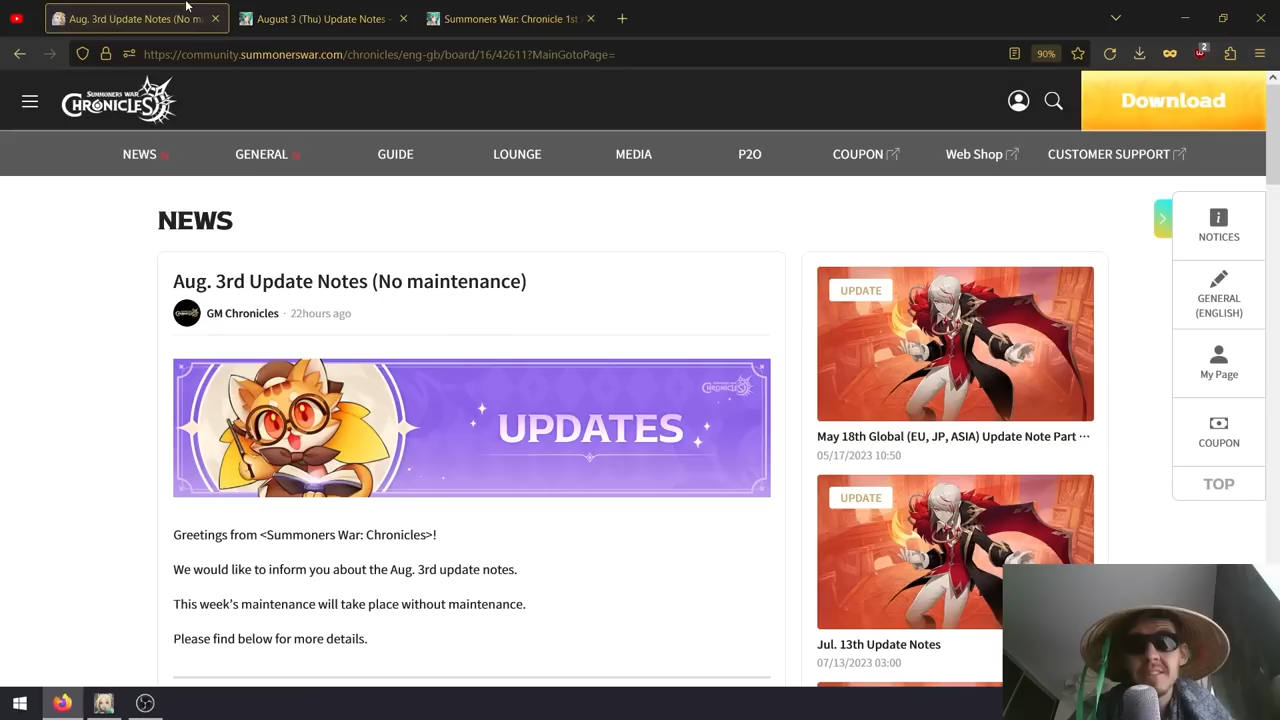 Aug. 3rd Update Notes (No m
August 3 (Thu) Update Notes -
Summoners War: Chronicle 1st
https://community.summonerswar.com/chronicles/eng-gb/board/16/42611?MainGotoPage=
90%
2
SUMMONERS WAR
CHRONICLES
Download
NEWS N
GENERAL N
GUIDE
LOUNGE
MEDIA
P2O
COUPON
Web Shop
CUSTOMER SUPPORT
NEWS
Aug. 3rd Update Notes (No maintenance)
GM Chronicles · 22hours ago
CHRONICLES
UPDATES
Greetings from <Summoners War: Chronicles>!
We would like to inform you about the Aug. 3rd update notes.
This week's maintenance will take place without maintenance.
Please find below for more details.
UPDATE
May 18th Global (EU, JP, ASIA) Update Note Part ···
05/17/2023 10:50
UPDATE
Jul. 13th Update Notes
07/13/2023 03:00
NOTICES
GENERAL
(ENGLISH)
My Page
COUPON
TOP